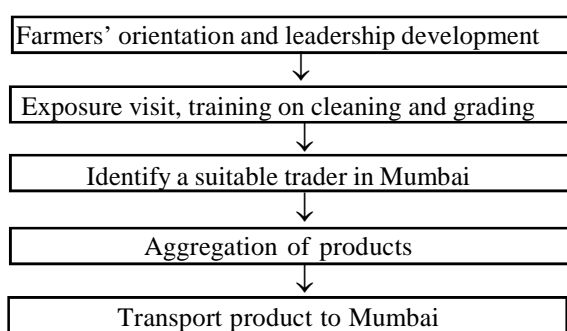 Farmers’ orientation and leadership development
Exposure visit, training on cleaning and grading
Identify a suitable trader in Mumbai
Aggregation of products
Transport product to Mumbai